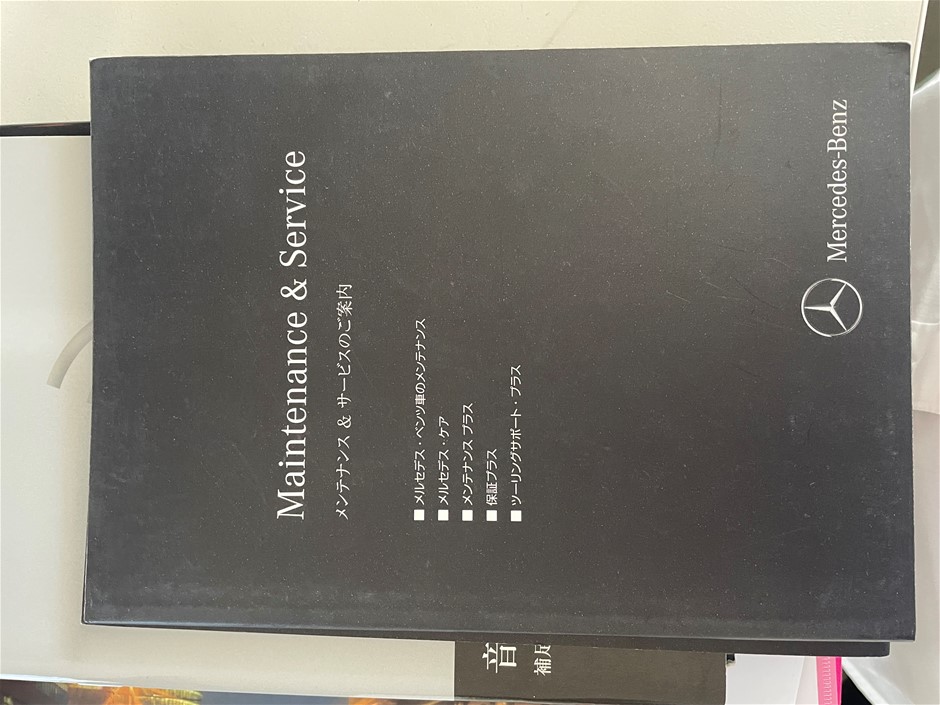 Maintenance & Service
メンテナンス & サービスのご案内
■ メルセデス・ベンツ車のメンテナンス
■ メルセデス・ケア
■ メンテナンス プラス
■ 保証プラス
■ ツーリングサポート・プラス
Mercedes-Benz
音
補足